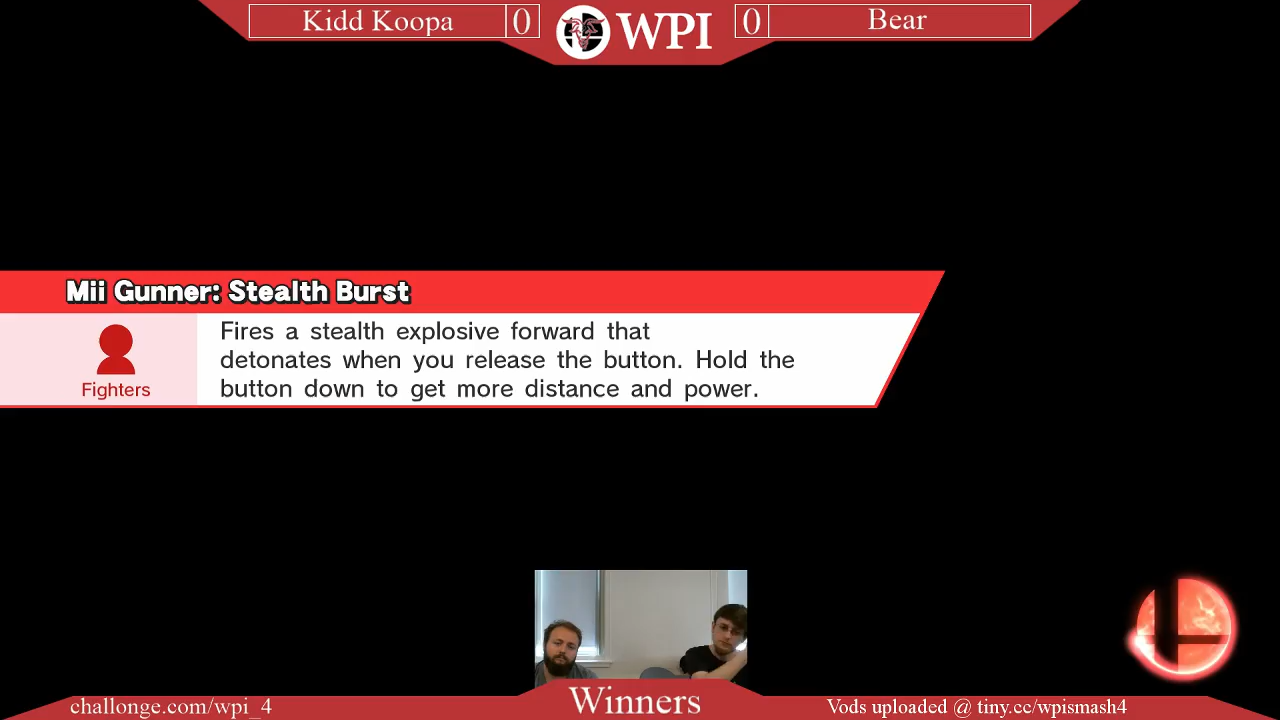 Kidd Koopa 0 WPI 0 Bear
Mii Gunner: Stealth Burst
Fires a stealth explosive forward that
detonates when you release the button. Hold the
button down to get more distance and power.
Fighters
Winners
challonge.com/wpi_4
Vods uploaded @ tiny.cc/wpismash4